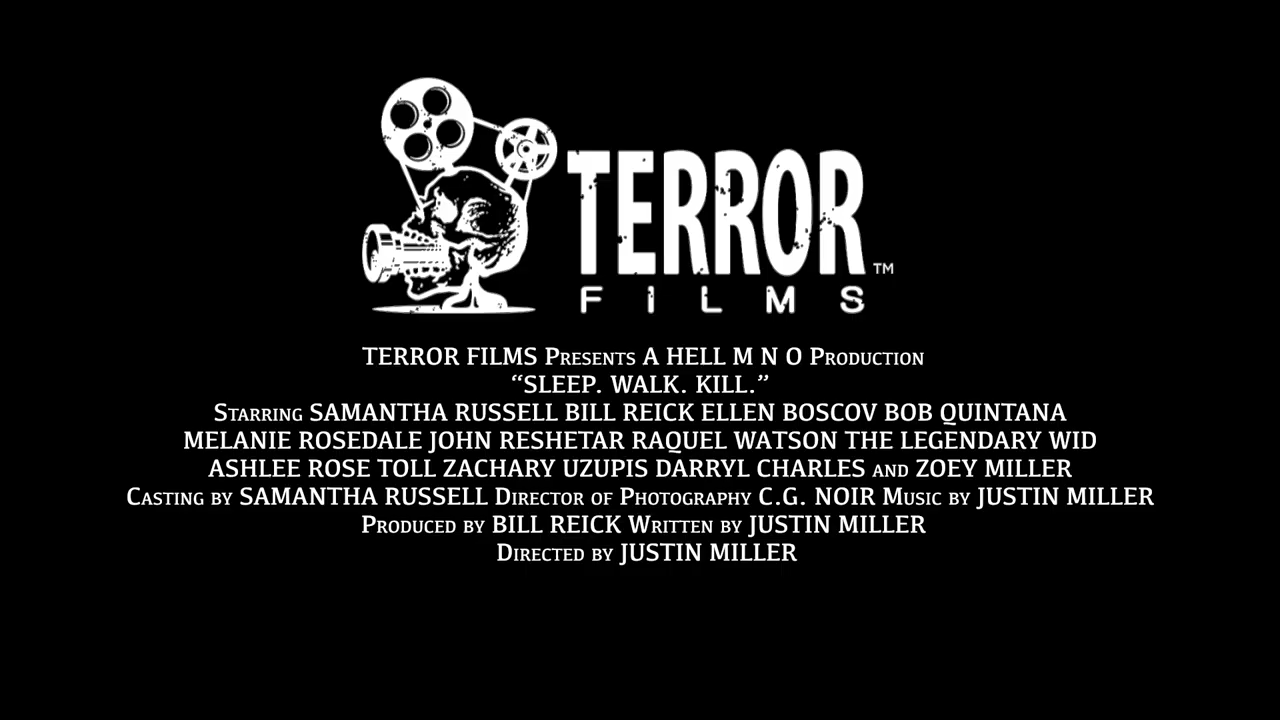 TERROR™
FILMS
TERROR FILMS Presents A HELL M N O Production
“SLEEP. WALK. KILL.”
Starring SAMANTHA RUSSELL BILL REICK ELLEN BOSCOV BOB QUINTANA
MELANIE ROSEDALE JOHN RESHETAR RAQUEL WATSON THE LEGENDARY WID
ASHLEE ROSE TOLL ZACHARY UZUPIS DARRYL CHARLES AND ZOEY MILLER
Casting by SAMANTHA RUSSELL Director of Photography C.G. NOIR Music by JUSTIN MILLER
Produced by BILL REICK Written by JUSTIN MILLER
Directed by JUSTIN MILLER